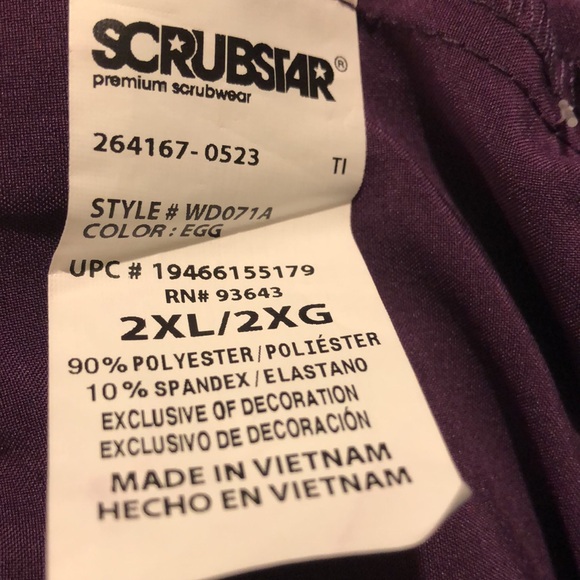 SCRUBSTAR®
premium scrubwear
264167-0523 TI
STYLE # WD071A
COLOR: EGG
UPC # 19466155179
RN# 93643
2XL/2XG
90% POLYESTER/POLIÉSTER
10% SPANDEX/ELASTANO
EXCLUSIVE OF DECORATION
EXCLUSIVO DE DECORACIÓN
MADE IN VIETNAM
HECHO EN VIETNAM